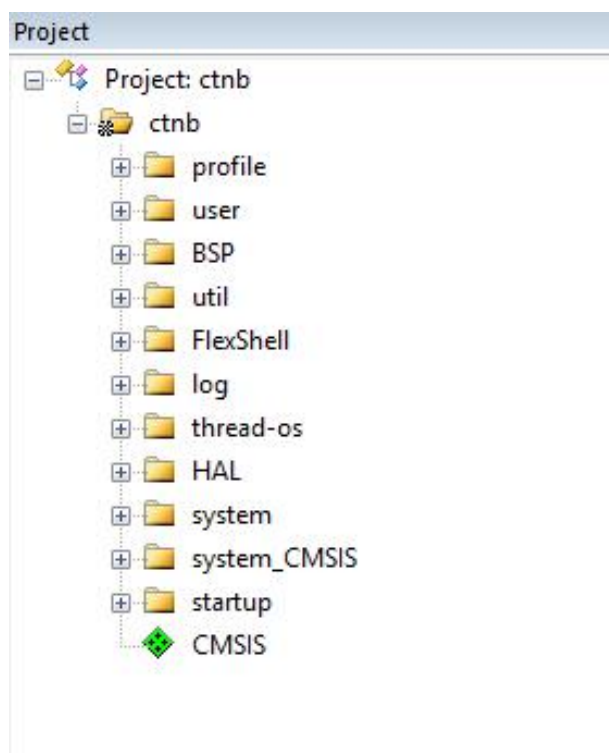 Project
Project: ctnb
ctnb
profile
user
BSP
util
FlexShell
log
thread-os
HAL
system
system_CMSIS
startup
CMSIS